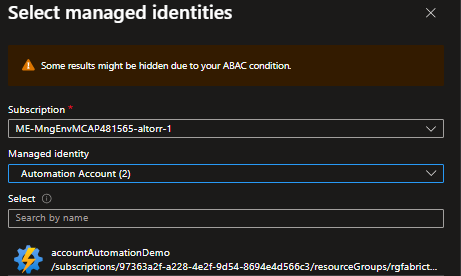 Select managed identities
Some results might be hidden due to your ABAC condition.
Subscription *
ME-MngEnvMCAP481565-altorr-1
Managed identity
Automation Account (2)
Select
Search by name
accountAutomationDemo
/subscriptions/97363a2f-a228-4e2f-9d54-8694e4d566c3/resourceGroups/rgfabrict...